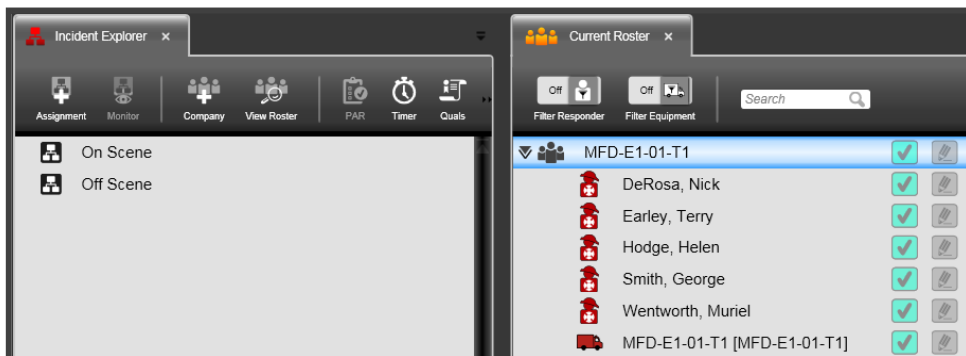 Incident Explorer x
Assignment Monitor Company View Roster PAR Timer Quals
On Scene
Off Scene
Current Roster x
Off Off Search
Filter Responder Filter Equipment
MFD-E1-01-T1
DeRosa, Nick
Earley, Terry
Hodge, Helen
Smith, George
Wentworth, Muriel
MFD-E1-01-T1 [MFD-E1-01-T1]